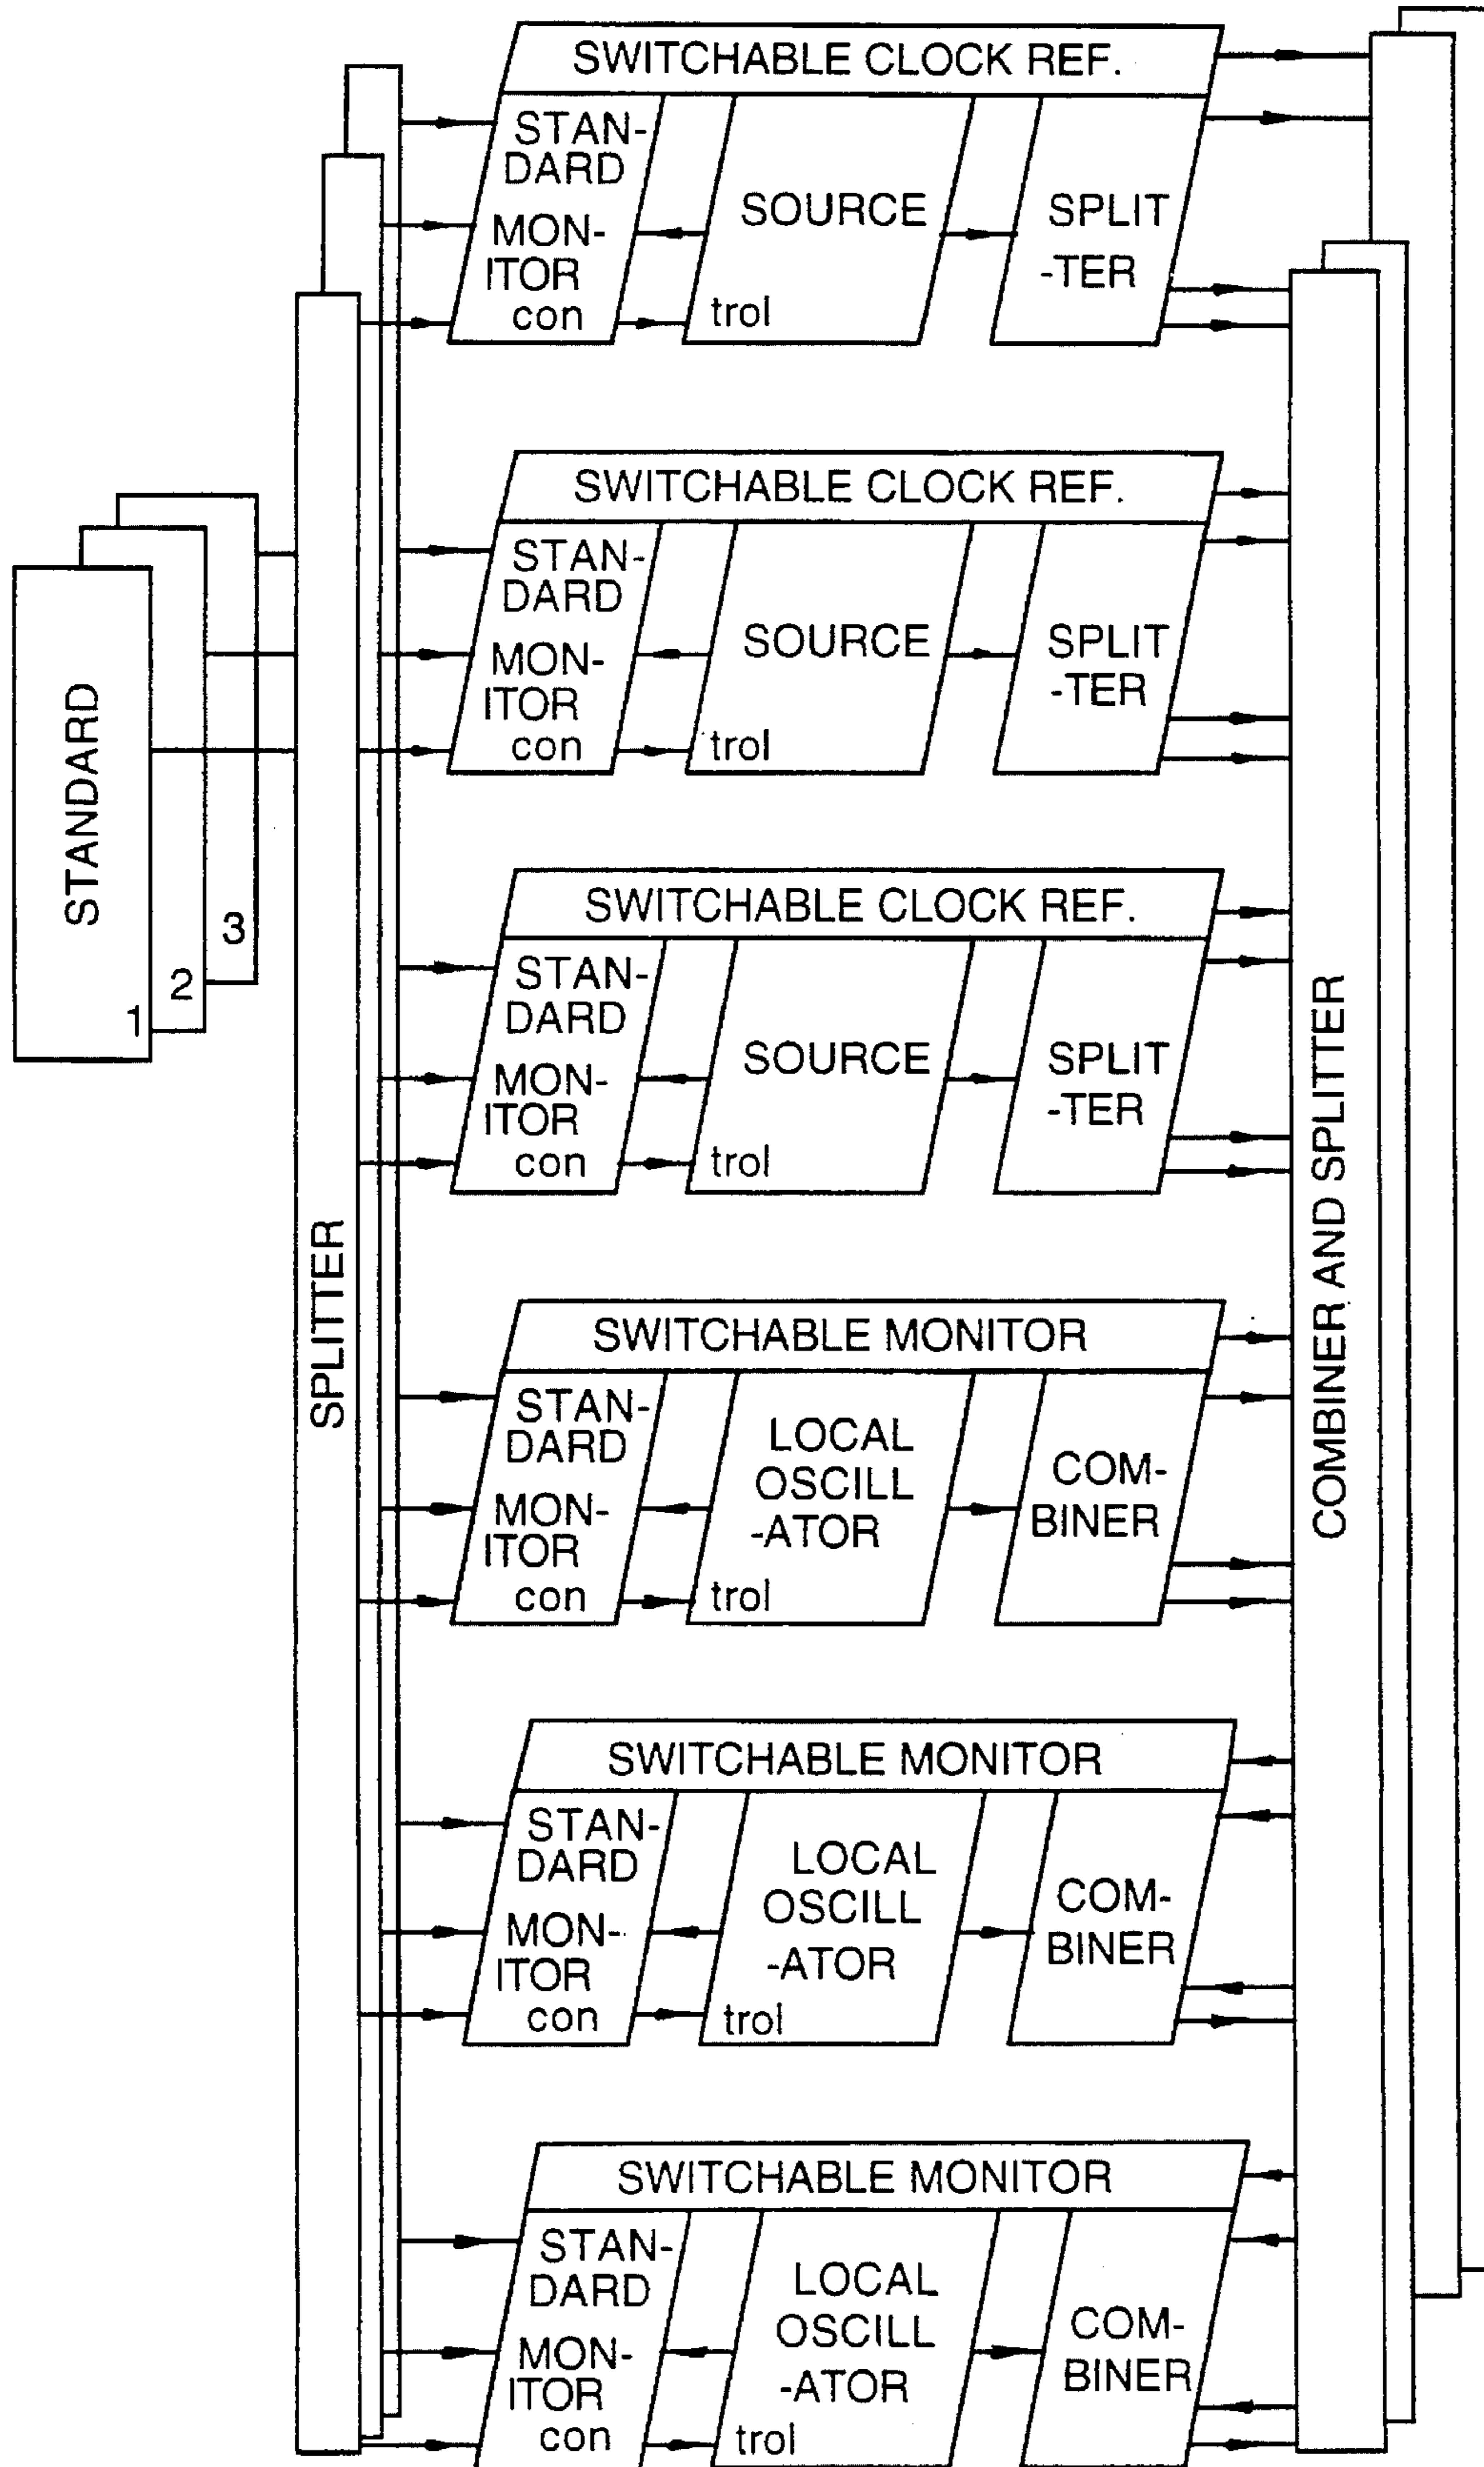 STANDARD
1
2
3
SPLITTER
SWITCHABLE CLOCK REF.
STAN-
DARD
MON-
ITOR
con
SOURCE
trol
SPLIT
-TER
SWITCHABLE CLOCK REF.
STAN-
DARD
MON-
ITOR
con
SOURCE
trol
SPLIT
-TER
SWITCHABLE CLOCK REF.
STAN-
DARD
MON-
ITOR
con
SOURCE
trol
SPLIT
-TER
SWITCHABLE MONITOR
STAN-
DARD
MON-
ITOR
con
LOCAL
OSCILL
-ATOR
trol
COM-
BINER
SWITCHABLE MONITOR
STAN-
DARD
MON-
ITOR
con
LOCAL
OSCILL
-ATOR
trol
COM-
BINER
SWITCHABLE MONITOR
STAN-
DARD
MON-
ITOR
con
LOCAL
OSCILL
-ATOR
trol
COM-
BINER
COMBINER AND SPLITTER